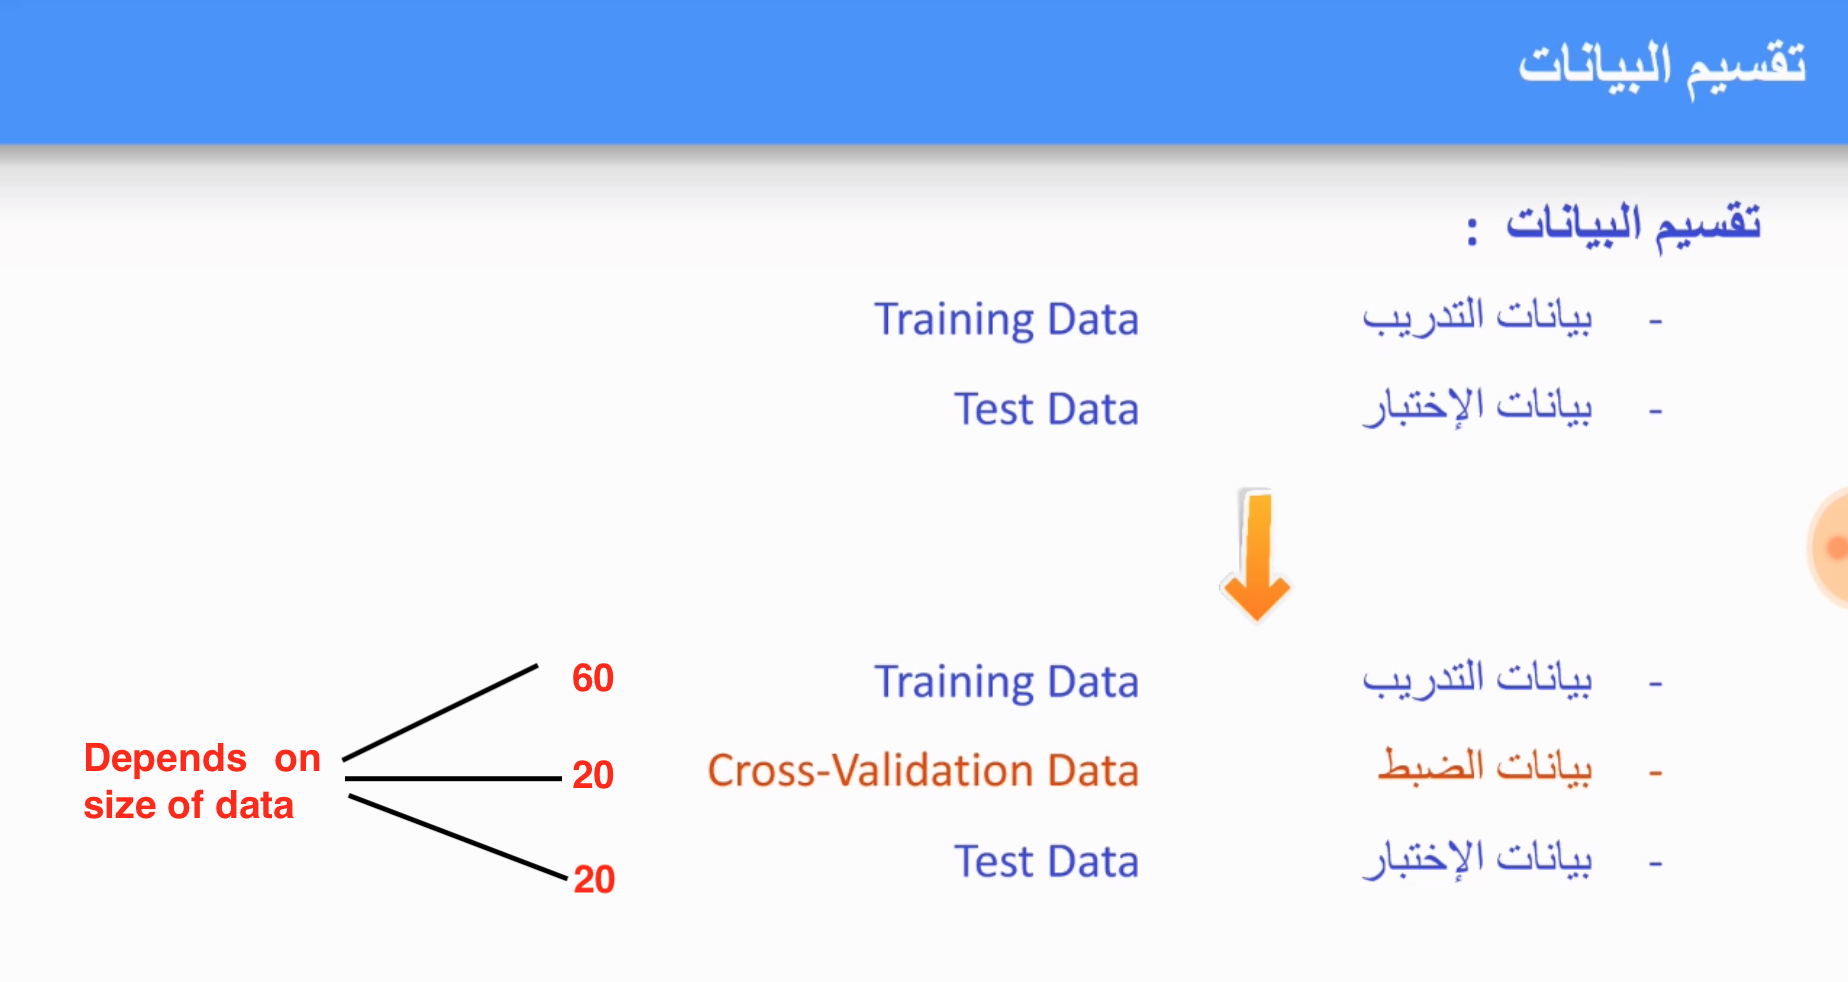 تقسيم البيانات
تقسيم البيانات :
- بيانات التدريب Training Data
- بيانات الإختبار Test Data
- بيانات التدريب Training Data 60
- بيانات الضبط Cross-Validation Data 20
- بيانات الإختبار Test Data 20
Depends on
size of data